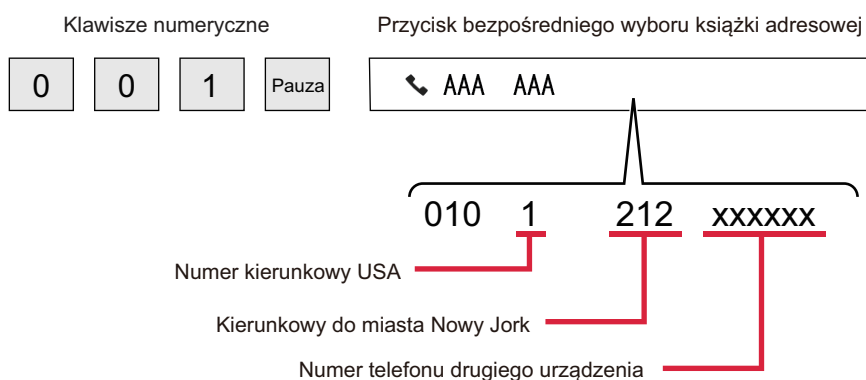 Klawisze numeryczne
Przycisk bezpośredniego wyboru książki adresowej
0 0 1 Pauza
AAA AAA
010 1 212 xxxxxx
Numer kierunkowy USA
Kierunkowy do miasta Nowy Jork
Numer telefonu drugiego urządzenia